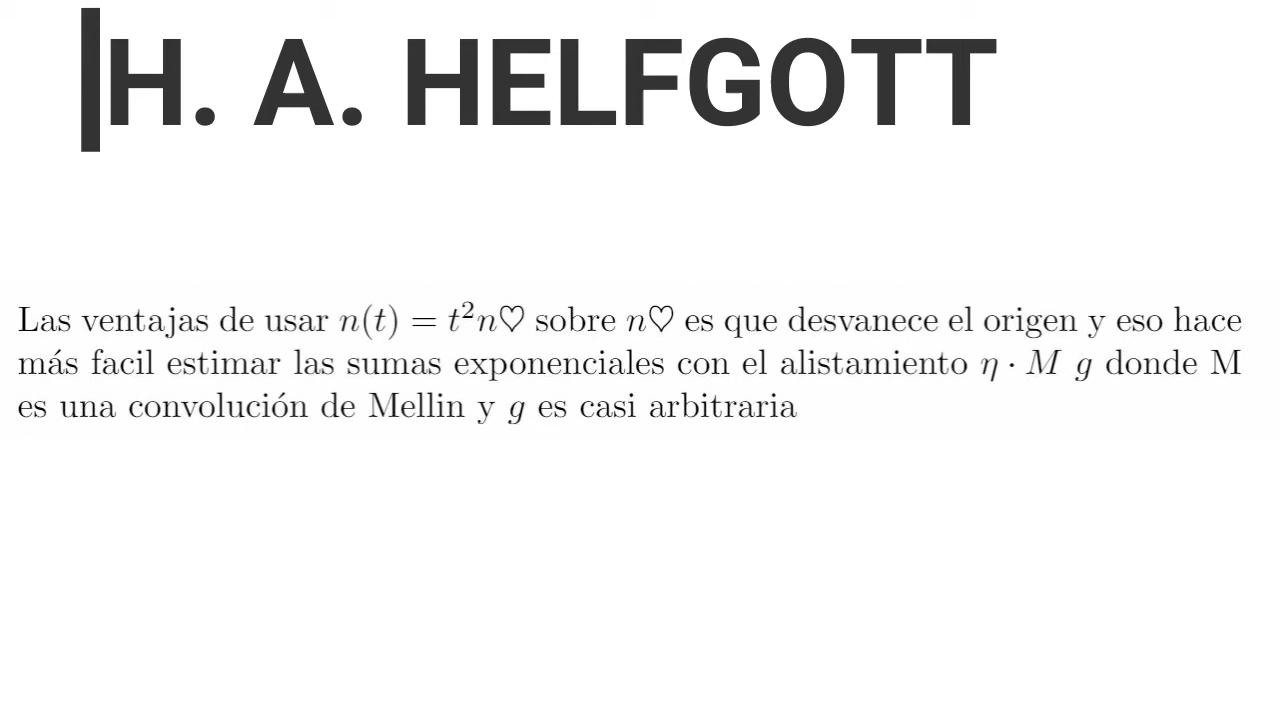 H. A. HELFGOTT
Las ventajas de usar n(t) = t²n♡ sobre n♡ es que desvanece el origen y eso hace
más facil estimar las sumas exponenciales con el alistamiento η · M g donde M
es una convolución de Mellin y g es casi arbitraria